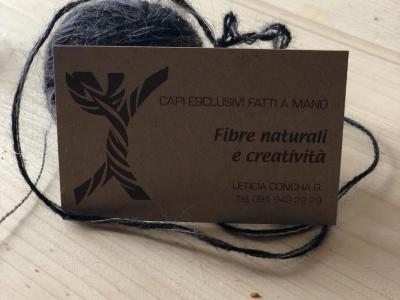 CAPI ESCLUSIVI FATTI A MANO
Fibre naturali
e creatività
LETICIA CONCHA G.
Tel. 091 942 22 29